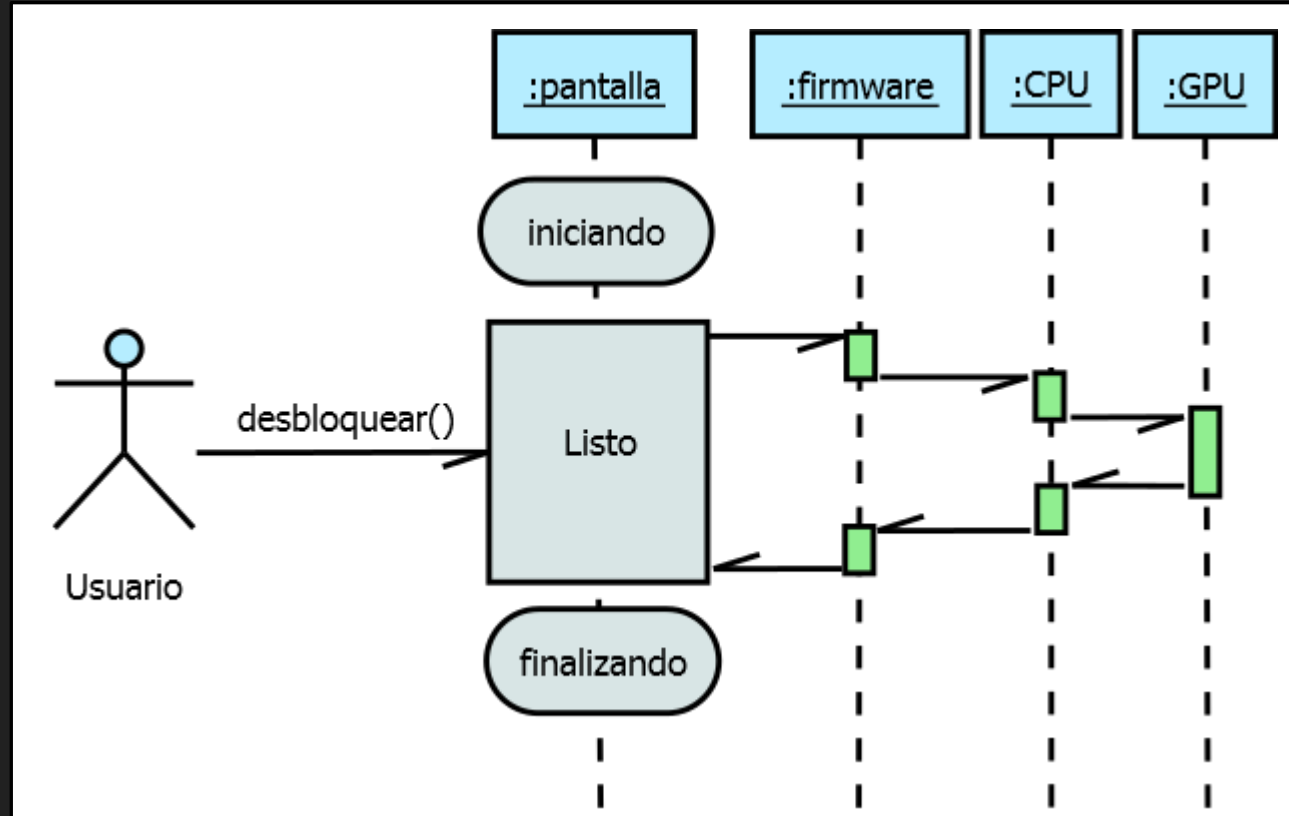 :pantalla
:firmware
:CPU
:GPU
iniciando
desbloquear()
Listo
Usuario
finalizando